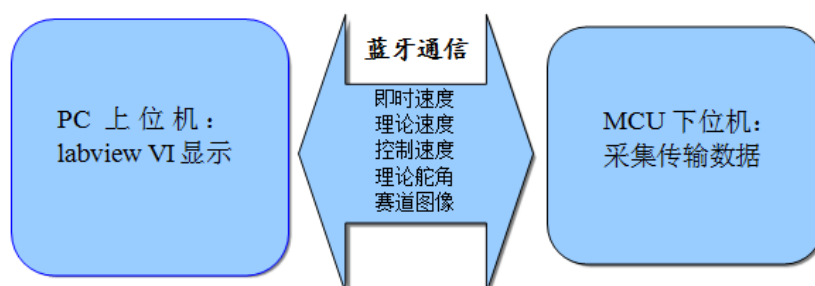 PC 上位机：
labview VI 显示
蓝牙通信
即时速度
理论速度
控制速度
理论舵角
赛道图像
MCU 下位机：
采集传输数据